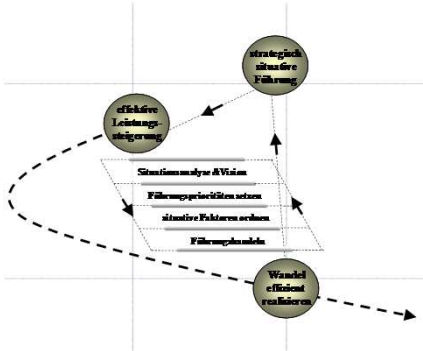 strategisch
situative
Führung
effektive
Leistungs-
steigerung
Situationsanalyse & Vision
Führungsprioritäten setzen
situative Faktoren ordnen
Führungshandeln
Wandel
effizient
realisieren